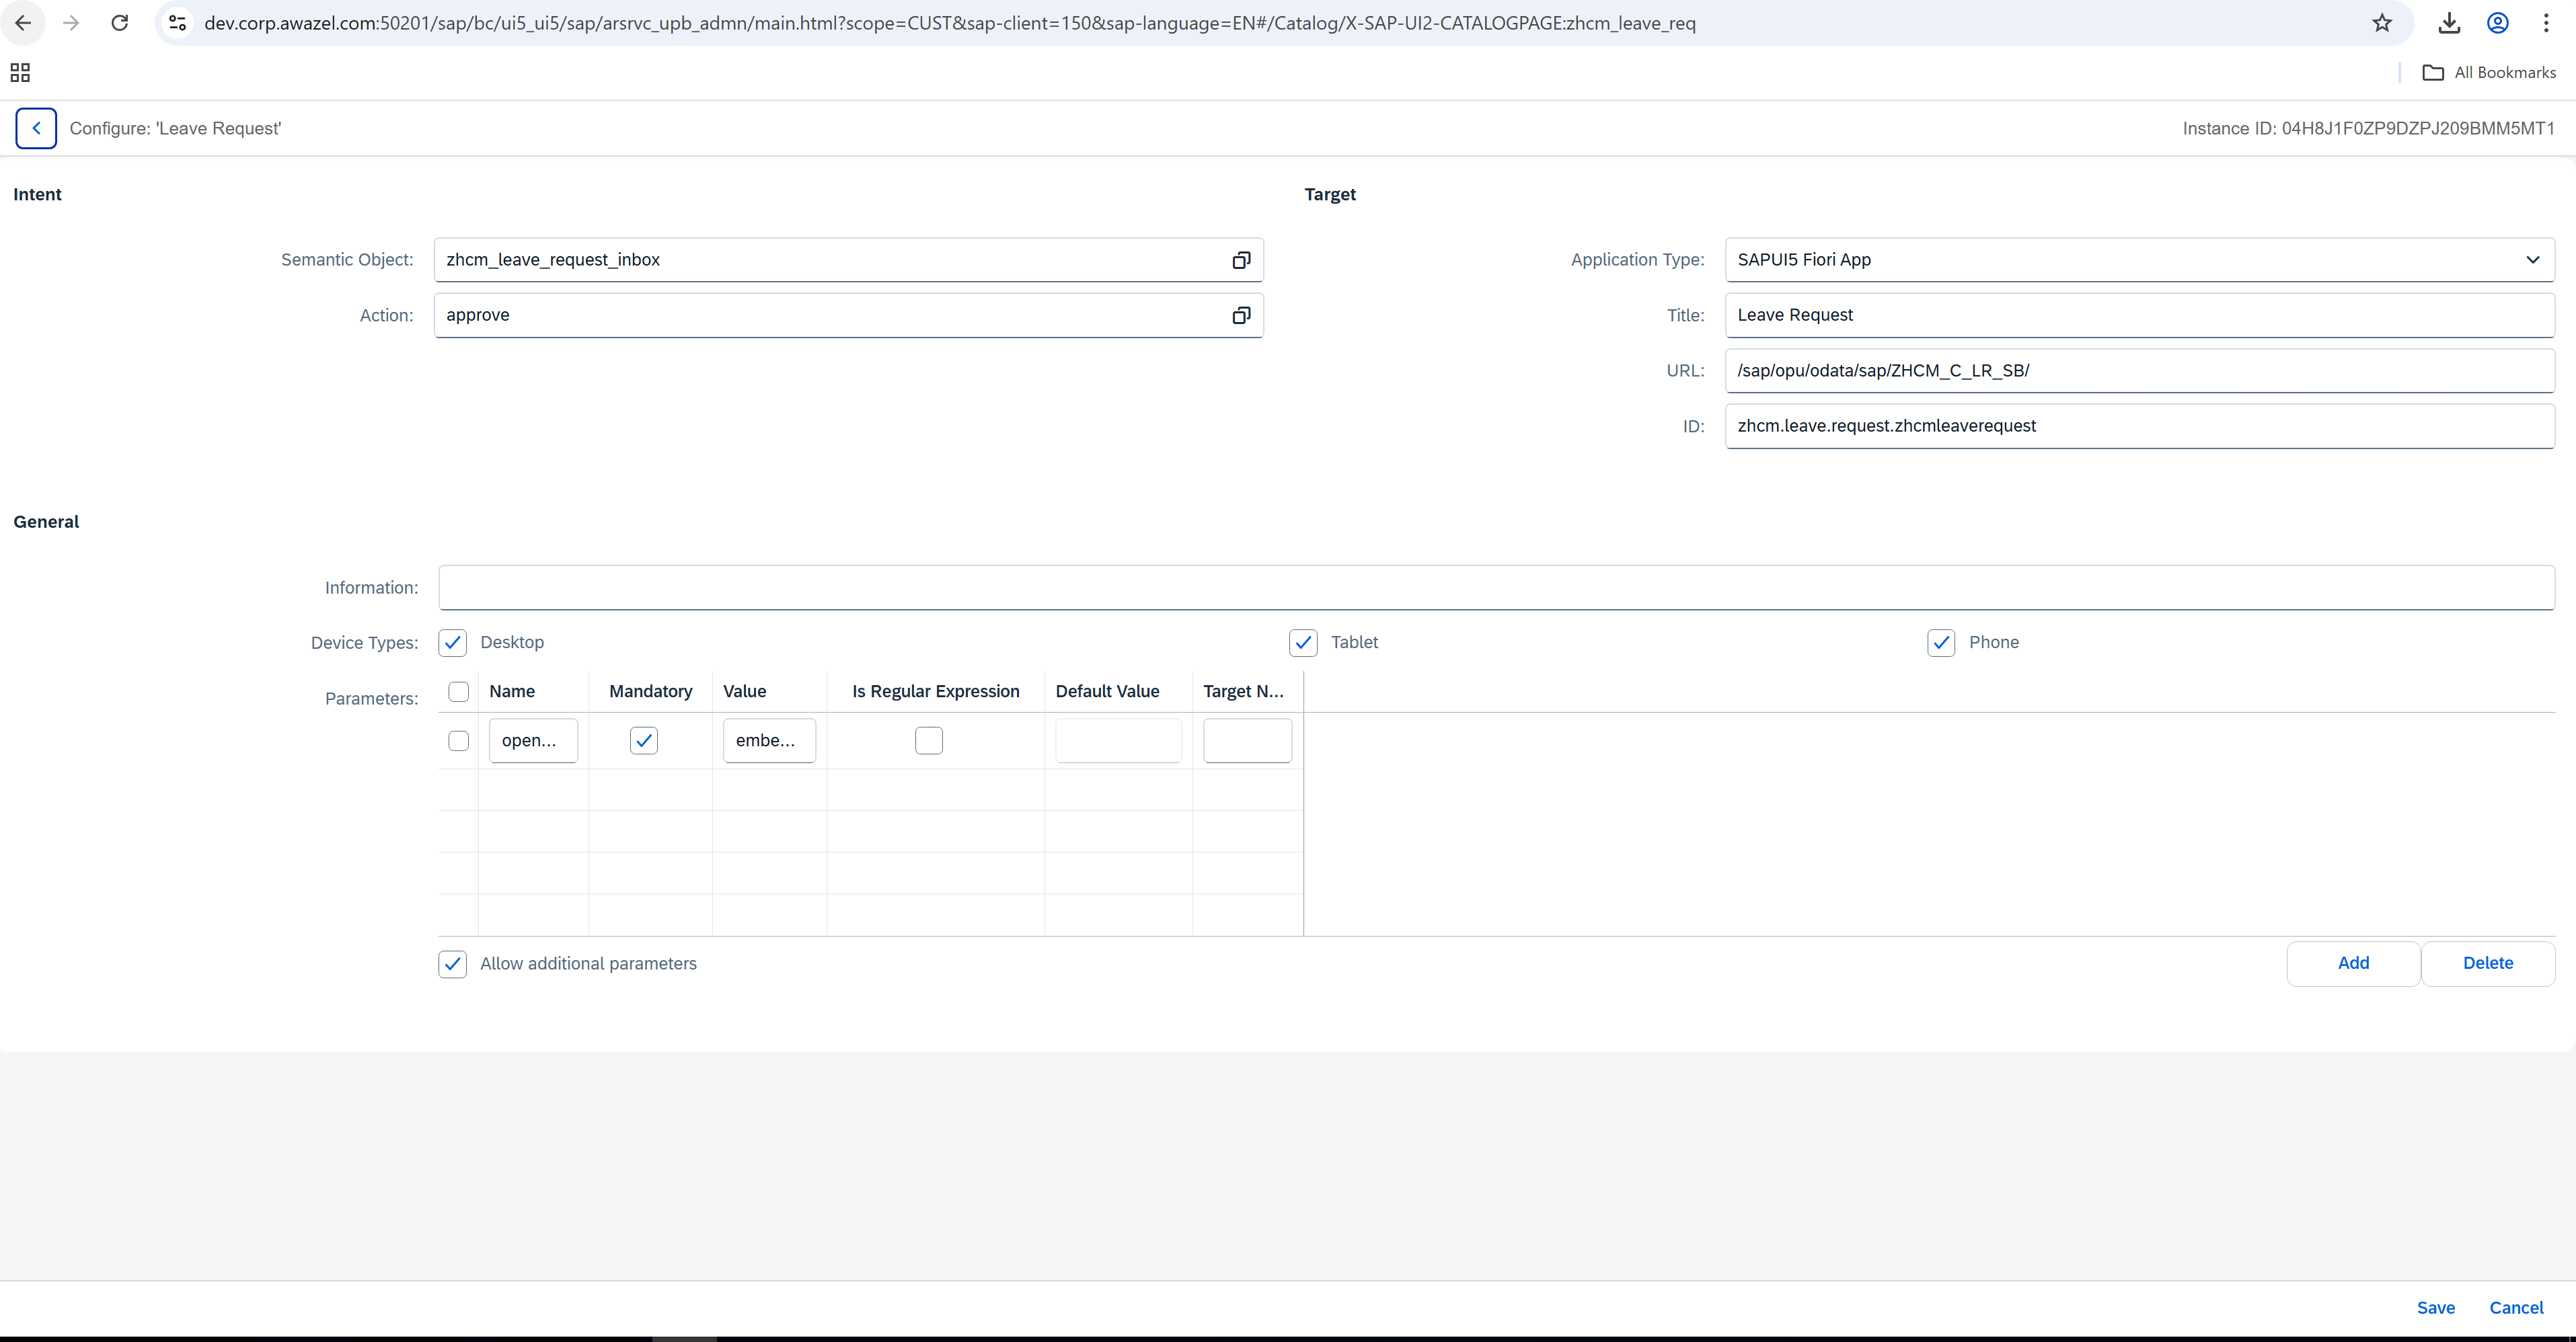 dev.corp.awazel.com:50201/sap/bc/ui5_ui5/sap/arsrvc_upb_admn/main.html?scope=CUST&sap-client=150&sap-language=EN#/Catalog/X-SAP-UI2-CATALOGPAGE:zhcm_leave_req
All Bookmarks
Configure: 'Leave Request'
Instance ID: 04H8J1F0ZP9DZPJ209BMM5MT1
Intent
Target
Semantic Object: zhcm_leave_request_inbox
Application Type: SAPUI5 Fiori App
Action: approve
Title: Leave Request
URL: /sap/opu/odata/sap/ZHCM_C_LR_SB/
ID: zhcm.leave.request.zhcmleaverequest
General
Information:
Device Types: Desktop Tablet Phone
Parameters: Name Mandatory Value Is Regular Expression Default Value Target N...
open... embe...
Allow additional parameters
Add Delete
Save Cancel